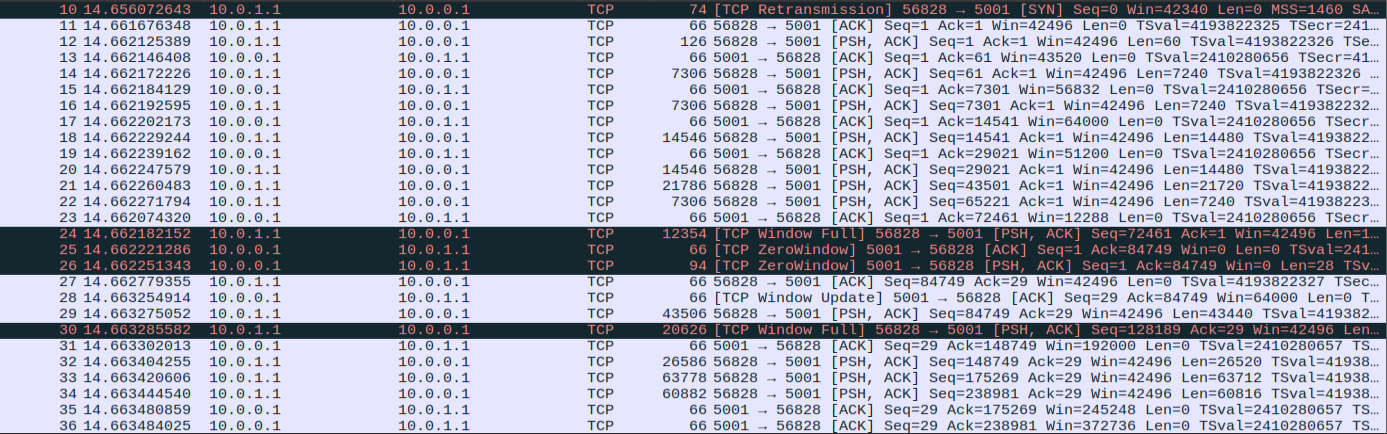 10 14.656072643 10.0.1.1 10.0.0.1 TCP 74 [TCP Retransmission] 56828 → 5001 [SYN] Seq=0 Win=42340 Len=0 MSS=1460 SA…
11 14.661676348 10.0.1.1 10.0.0.1 TCP 66 56828 → 5001 [ACK] Seq=1 Ack=1 Win=42496 Len=0 TSval=4193822325 TSecr=241…
12 14.662125389 10.0.1.1 10.0.0.1 TCP 126 56828 → 5001 [PSH, ACK] Seq=1 Ack=1 Win=42496 Len=60 TSval=4193822326 TSe…
13 14.662146408 10.0.0.1 10.0.1.1 TCP 66 5001 → 56828 [ACK] Seq=1 Ack=61 Win=43520 Len=0 TSval=2410280656 TSecr=41…
14 14.662172226 10.0.1.1 10.0.0.1 TCP 7306 56828 → 5001 [PSH, ACK] Seq=61 Ack=1 Win=42496 Len=7240 TSval=4193822326 …
15 14.662184129 10.0.0.1 10.0.1.1 TCP 66 5001 → 56828 [ACK] Seq=1 Ack=7301 Win=56832 Len=0 TSval=2410280656 TSecr=…
16 14.662192595 10.0.1.1 10.0.0.1 TCP 7306 56828 → 5001 [PSH, ACK] Seq=7301 Ack=1 Win=42496 Len=7240 TSval=419382232…
17 14.662202173 10.0.0.1 10.0.1.1 TCP 66 5001 → 56828 [ACK] Seq=1 Ack=14541 Win=64000 Len=0 TSval=2410280656 TSecr…
18 14.662229244 10.0.1.1 10.0.0.1 TCP 14546 56828 → 5001 [PSH, ACK] Seq=14541 Ack=1 Win=42496 Len=14480 TSval=4193822…
19 14.662239162 10.0.0.1 10.0.1.1 TCP 66 5001 → 56828 [ACK] Seq=1 Ack=29021 Win=51200 Len=0 TSval=2410280656 TSecr…
20 14.662247579 10.0.1.1 10.0.0.1 TCP 14546 56828 → 5001 [PSH, ACK] Seq=29021 Ack=1 Win=42496 Len=14480 TSval=4193822…
21 14.662260483 10.0.1.1 10.0.0.1 TCP 21786 56828 → 5001 [PSH, ACK] Seq=43501 Ack=1 Win=42496 Len=21720 TSval=4193822…
22 14.662271794 10.0.1.1 10.0.0.1 TCP 7306 56828 → 5001 [PSH, ACK] Seq=65221 Ack=1 Win=42496 Len=7240 TSval=41938223…
23 14.662074320 10.0.0.1 10.0.1.1 TCP 66 5001 → 56828 [ACK] Seq=1 Ack=72461 Win=12288 Len=0 TSval=2410280656 TSecr…
24 14.662182152 10.0.1.1 10.0.0.1 TCP 12354 [TCP Window Full] 56828 → 5001 [PSH, ACK] Seq=72461 Ack=1 Win=42496 Len=1…
25 14.662221286 10.0.0.1 10.0.1.1 TCP 66 [TCP ZeroWindow] 5001 → 56828 [ACK] Seq=1 Ack=84749 Win=0 Len=0 TSval=241…
26 14.662251343 10.0.0.1 10.0.1.1 TCP 94 [TCP ZeroWindow] 5001 → 56828 [PSH, ACK] Seq=1 Ack=84749 Win=0 Len=28 TSv…
27 14.662779355 10.0.1.1 10.0.0.1 TCP 66 56828 → 5001 [ACK] Seq=84749 Ack=29 Win=42496 Len=0 TSval=4193822327 TSec…
28 14.663254914 10.0.0.1 10.0.1.1 TCP 66 [TCP Window Update] 5001 → 56828 [ACK] Seq=29 Ack=84749 Win=64000 Len=0 T…
29 14.663275052 10.0.1.1 10.0.0.1 TCP 43506 56828 → 5001 [PSH, ACK] Seq=84749 Ack=29 Win=42496 Len=43440 TSval=419382…
30 14.663285582 10.0.1.1 10.0.0.1 TCP 20626 [TCP Window Full] 56828 → 5001 [PSH, ACK] Seq=128189 Ack=29 Win=42496 Len…
31 14.663302013 10.0.0.1 10.0.1.1 TCP 66 5001 → 56828 [ACK] Seq=29 Ack=148749 Win=192000 Len=0 TSval=2410280657 TS…
32 14.663404255 10.0.1.1 10.0.0.1 TCP 26586 56828 → 5001 [PSH, ACK] Seq=148749 Ack=29 Win=42496 Len=26520 TSval=41938…
33 14.663420606 10.0.1.1 10.0.0.1 TCP 63778 56828 → 5001 [PSH, ACK] Seq=175269 Ack=29 Win=42496 Len=63712 TSval=41938…
34 14.663444540 10.0.1.1 10.0.0.1 TCP 60882 56828 → 5001 [PSH, ACK] Seq=238981 Ack=29 Win=42496 Len=60816 TSval=41938…
35 14.663480859 10.0.0.1 10.0.1.1 TCP 66 5001 → 56828 [ACK] Seq=29 Ack=175269 Win=245248 Len=0 TSval=2410280657 TS…
36 14.663484025 10.0.0.1 10.0.1.1 TCP 66 5001 → 56828 [ACK] Seq=29 Ack=238981 Win=372736 Len=0 TSval=2410280657 TS…